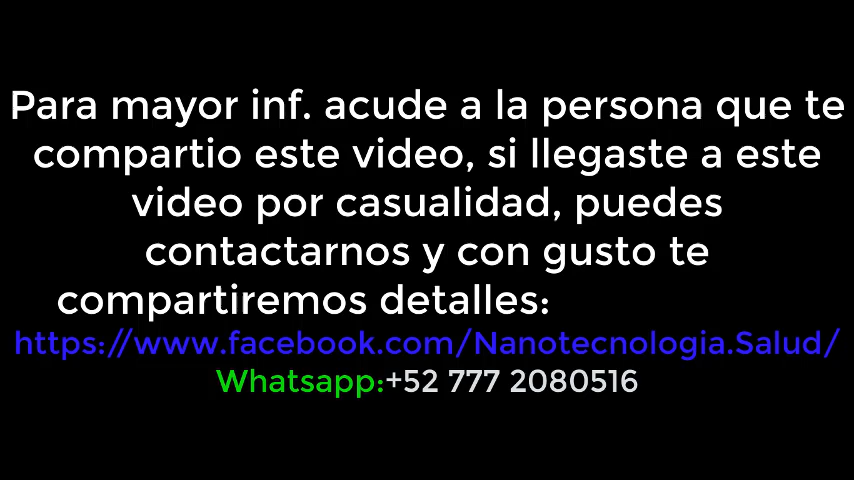 Para mayor inf. acude a la persona que te
compartio este video, si llegaste a este
video por casualidad, puedes
contactarnos y con gusto te
compartiremos detalles:
https://www.facebook.com/Nanotecnologia.Salud/
Whatsapp:+52 777 2080516